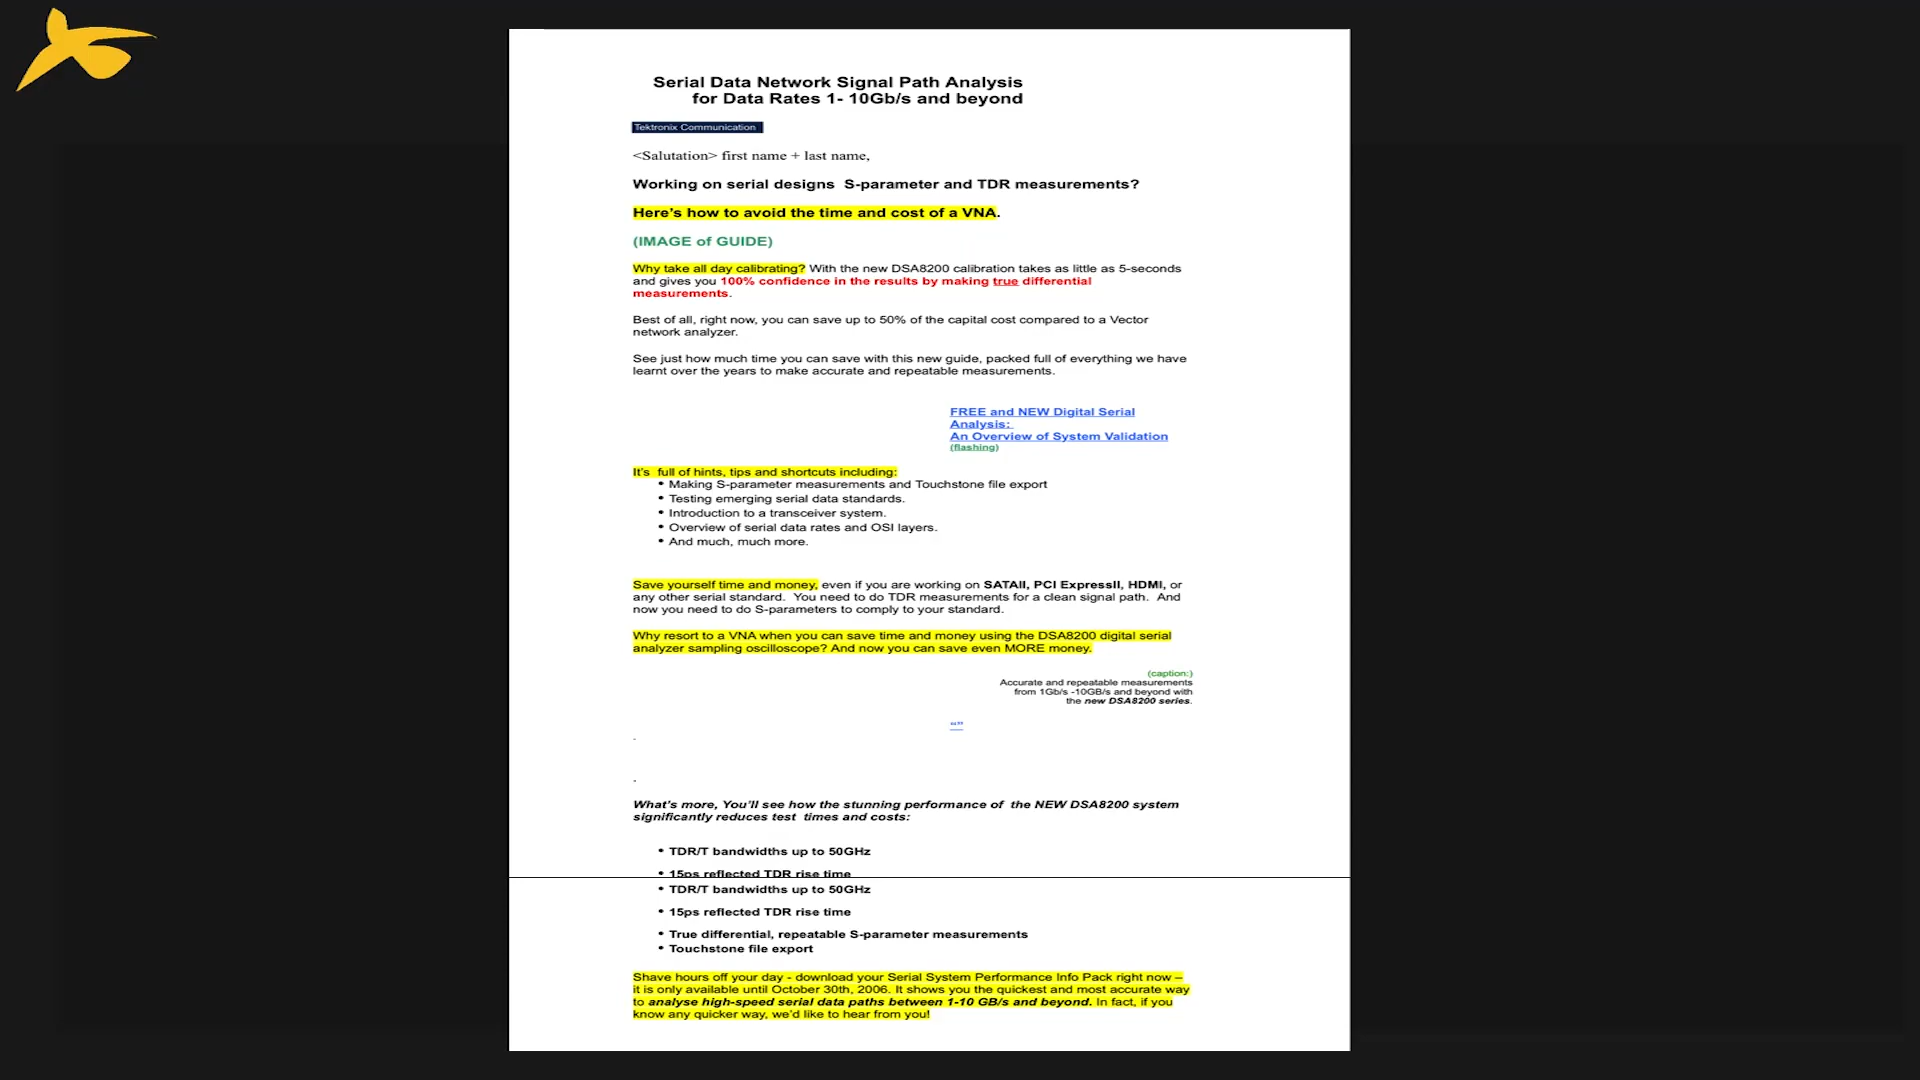 Serial Data Network Signal Path Analysis
for Data Rates 1- 10Gb/s and beyond
Tektronix Communication
<Salutation> first name + last name,
Working on serial designs  S-parameter and TDR measurements?
Here's how to avoid the time and cost of a VNA.
(IMAGE of GUIDE)
Why take all day calibrating? With the new DSA8200 calibration takes as little as 5-seconds
and gives you 100% confidence in the results by making true differential
measurements.
Best of all, right now, you can save up to 50% of the capital cost compared to a Vector
network analyzer.
See just how much time you can save with this new guide, packed full of everything we have
learnt over the years to make accurate and repeatable measurements.
FREE and NEW Digital Serial
Analysis:
An Overview of System Validation
(flashing)
It's  full of hints, tips and shortcuts including:
• Making S-parameter measurements and Touchstone file export
• Testing emerging serial data standards.
• Introduction to a transceiver system.
• Overview of serial data rates and OSI layers.
• And much, much more.
Save yourself time and money, even if you are working on SATAII, PCI ExpressII, HDMI, or
any other serial standard.  You need to do TDR measurements for a clean signal path.  And
now you need to do S-parameters to comply to your standard.
Why resort to a VNA when you can save time and money using the DSA8200 digital serial
analyzer sampling oscilloscope? And now you can save even MORE money.
(caption:)
Accurate and repeatable measurements
from 1Gb/s -10GB/s and beyond with
the new DSA8200 series.
“”
.
.
What's more, You'll see how the stunning performance of  the NEW DSA8200 system
significantly reduces test  times and costs:
• TDR/T bandwidths up to 50GHz
• 15ps reflected TDR rise time
• TDR/T bandwidths up to 50GHz
• 15ps reflected TDR rise time
• True differential, repeatable S-parameter measurements
• Touchstone file export
Shave hours off your day - download your Serial System Performance Info Pack right now –
it is only available until October 30th, 2006. It shows you the quickest and most accurate way
to analyse high-speed serial data paths between 1-10 GB/s and beyond. In fact, if you
know any quicker way, we'd like to hear from you!